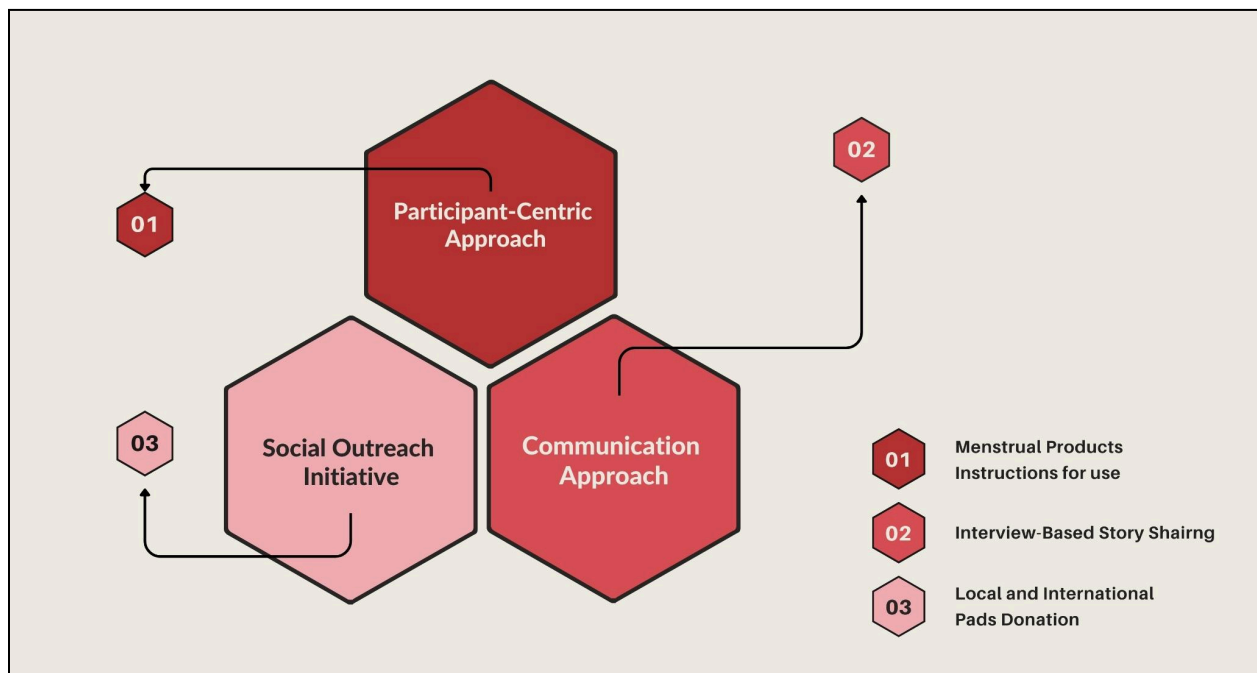 02
01
Participant-Centric
Approach
03
Social Outreach
Initiative
Communication
Approach
01
Menstrual Products
Instructions for use
02
Interview-Based Story Shairng
03
Local and International
Pads Donation